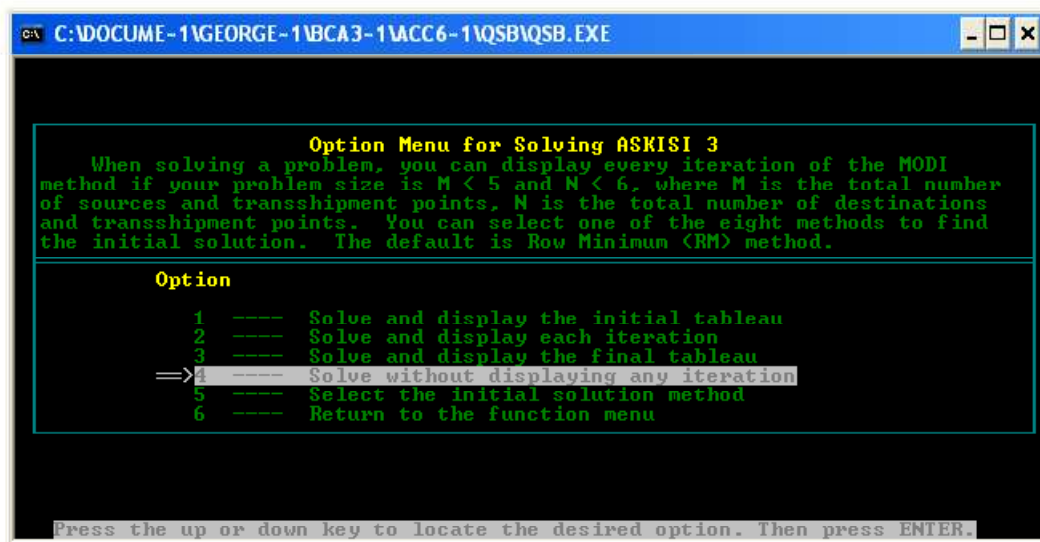 C:\DOCUME~1\GEORGE~1\BCA3~1\ACC6~1\QSB\QSB.EXE
Option Menu for Solving ASKISI 3
When solving a problem, you can display every iteration of the MODI
method if your problem size is M < 5 and N < 6, where M is the total number
of sources and transshipment points, N is the total number of destinations
and transshipment points. You can select one of the eight methods to find
the initial solution. The default is Row Minimum (RM) method.
Option
1 ---- Solve and display the initial tableau
2 ---- Solve and display each iteration
3 ---- Solve and display the final tableau
==>4 ---- Solve without displaying any iteration
5 ---- Select the initial solution method
6 ---- Return to the function menu
Press the up or down key to locate the desired option. Then press ENTER.